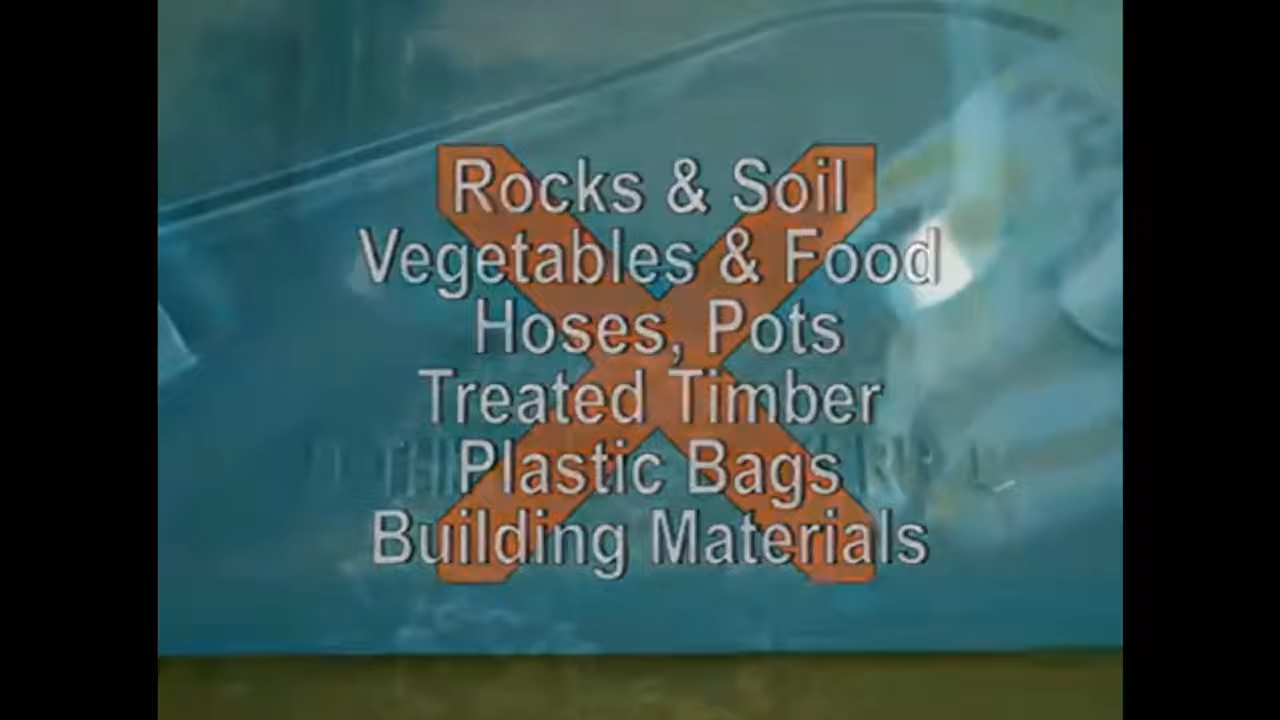 Rocks & Soil
Vegetables & Food
Hoses, Pots
Treated Timber
Plastic Bags
Building Materials